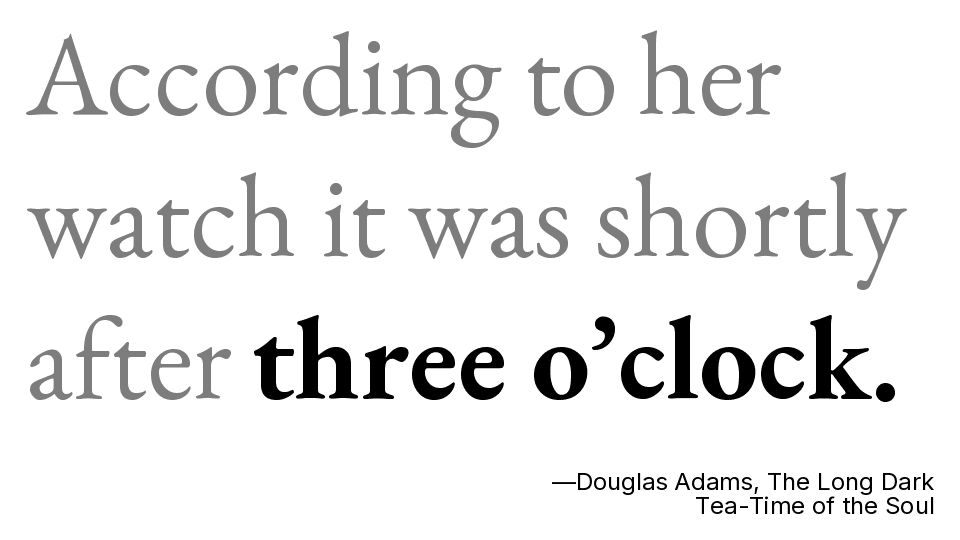 According to her
watch it was shortly
after three o’clock.
—Douglas Adams, The Long Dark
Tea-Time of the Soul